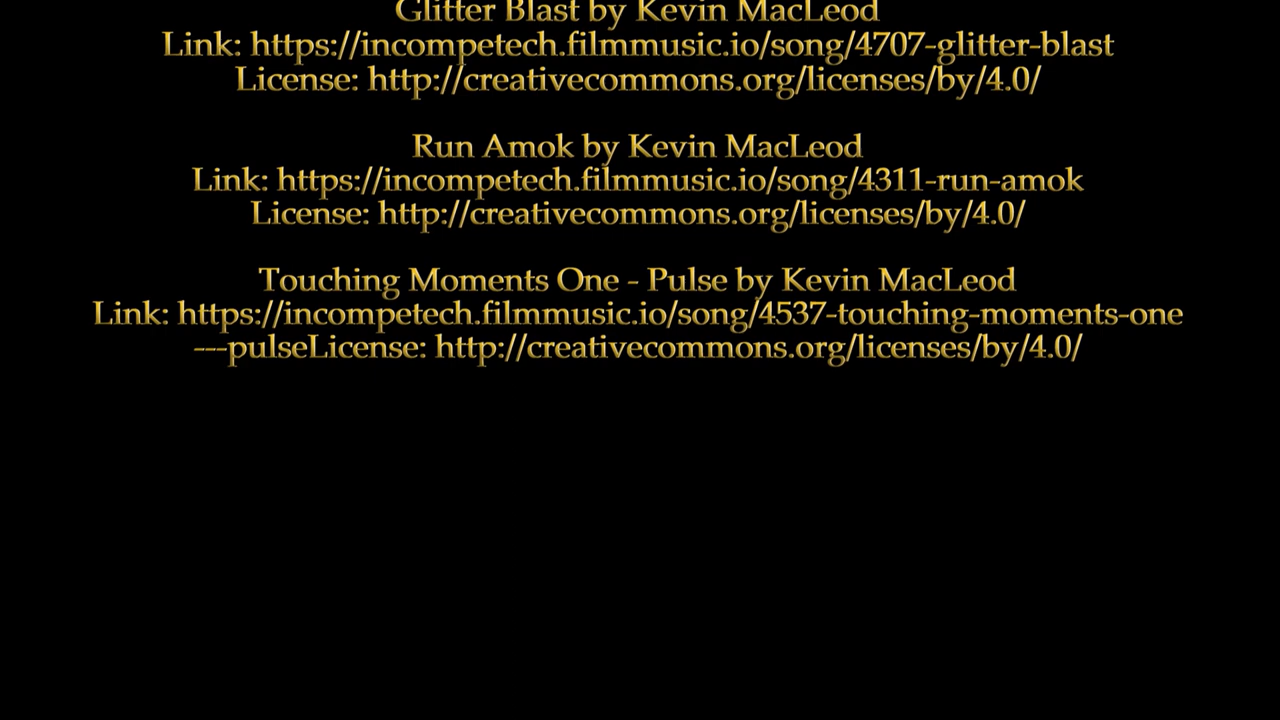 Glitter Blast by Kevin MacLeod
Link: https://incompetech.filmmusic.io/song/4707-glitter-blast
License: http://creativecommons.org/licenses/by/4.0/
Run Amok by Kevin MacLeod
Link: https://incompetech.filmmusic.io/song/4311-run-amok
License: http://creativecommons.org/licenses/by/4.0/
Touching Moments One - Pulse by Kevin MacLeod
Link: https://incompetech.filmmusic.io/song/4537-touching-moments-one
---pulseLicense: http://creativecommons.org/licenses/by/4.0/